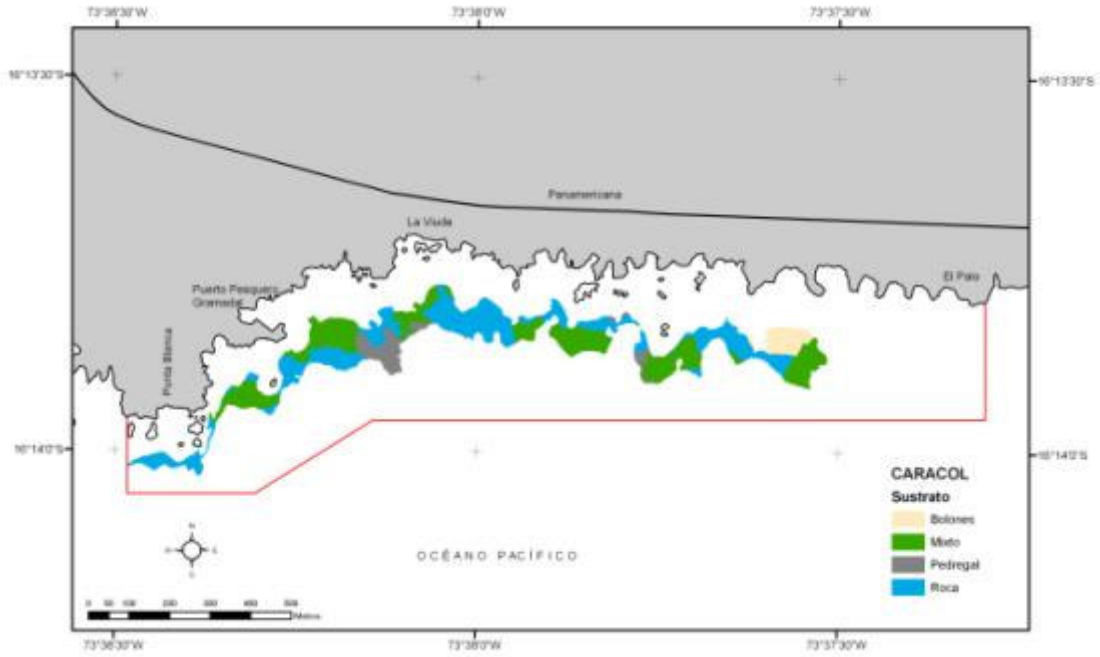 73°38'30"W 73°38'0"W 73°37'30"W
16°13'30"S 16°13'30"S
Panamericana
La Viuda
El Palo
Puerto Pesquero
Gramadal
Punta Blanca
16°14'0"S 16°14'0"S
CARACOL
Sustrato
Bolones
Mixto
Pedregal
Roca
N
OCÉANO PACÍFICO
0 50 100 200 300 400 500
Metros
73°38'30"W 73°38'0"W 73°37'30"W